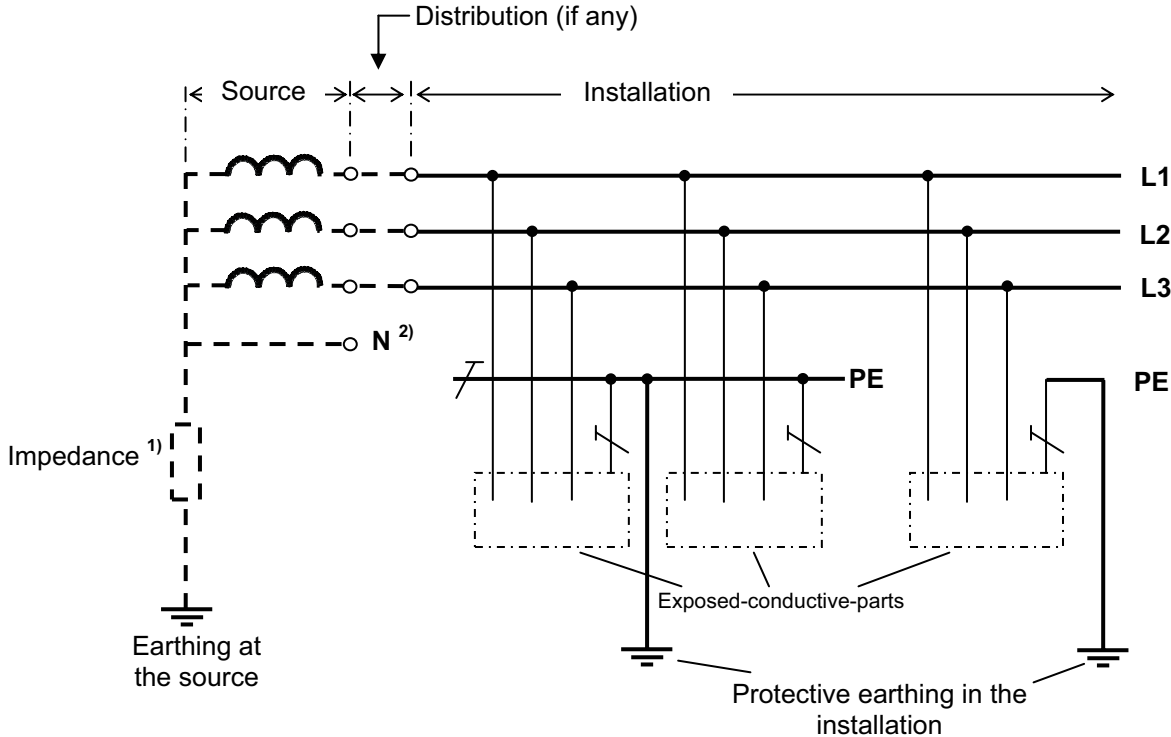 Distribution (if any)
Source
Installation
L1
L2
L3
N 2)
PE
PE
Impedance 1)
Exposed-conductive-parts
Earthing at
the source
Protective earthing in the
installation